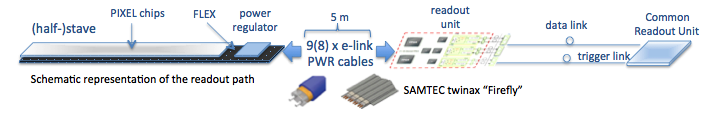 (half-)stave
PIXEL chips
FLEX
power
regulator
5 m
9(8) x e-link
PWR cables
readout
unit
data link
trigger link
Common
Readout Unit
Schematic representation of the readout path
SAMTEC twinax “Firefly”